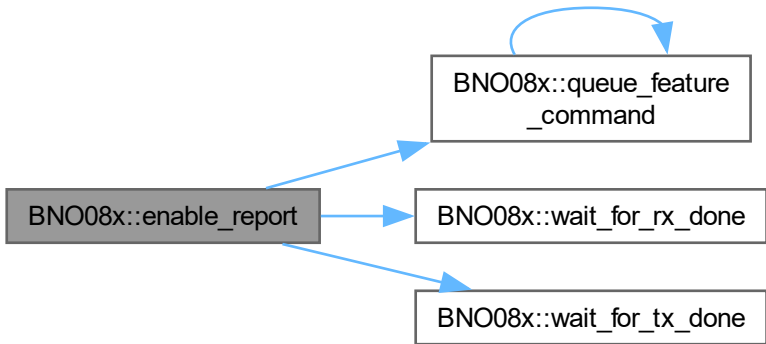 BNO08x::queue_feature
_command
BNO08x::enable_report
BNO08x::wait_for_rx_done
BNO08x::wait_for_tx_done